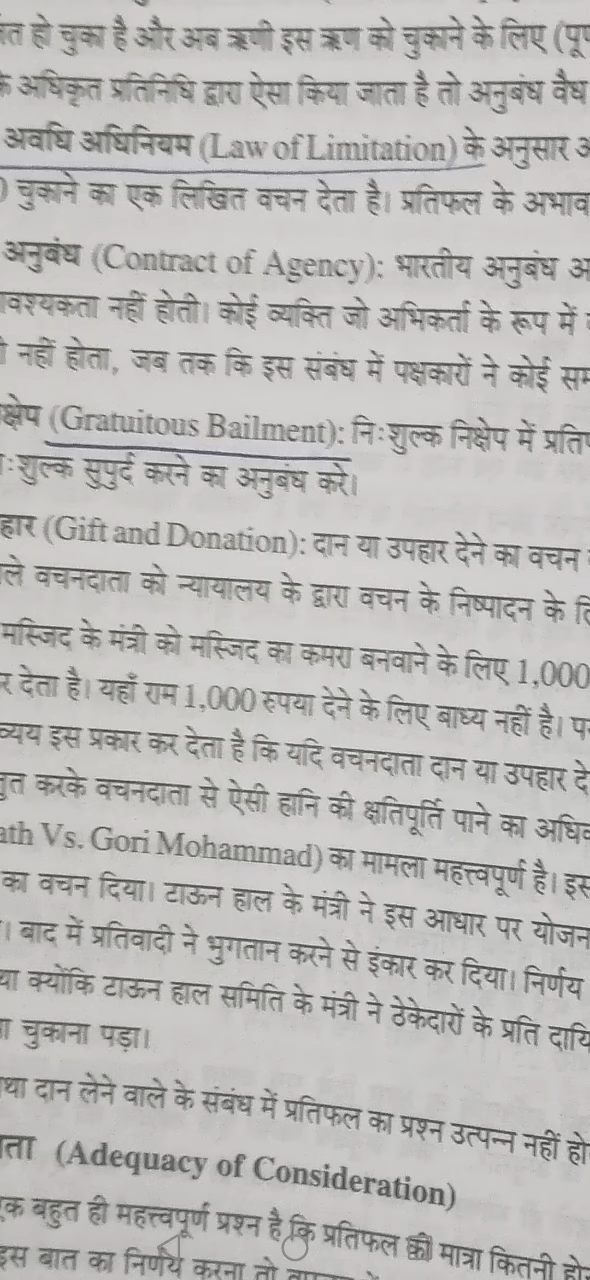 हो चुका है और अब ऋणी इस ऋण को चुकाने के लिए
अधिकृत प्रतिनिधि द्वारा ऐसा किया जाता है तो अनुबंध वैध
अवधि अधिनियम (Law of Limitation) के अनुसार
) चुकाने का एक लिखित वचन देता है। प्रतिफल के अभाव
अनुबंध (Contract of Agency): भारतीय अनुबंध अ
वश्यकता नहीं होती। कोई व्यक्ति जो अभिकर्ता के रूप में
नहीं होता, जब तक कि इस संबंध में पक्षकारों ने कोई सम
क्षेप (Gratuitous Bailment): निःशुल्क निक्षेप में प्रति
ःशुल्क सुपुर्द करने का अनुबंध करे।
हार (Gift and Donation): दान या उपहार देने का वचन
ले वचनदाता को न्यायालय के द्वारा वचन के निष्पादन के
मस्जिद के मंत्री को मस्जिद का कमरा बनवाने के लिए 1,000
र देता है। यहाँ राम 1,000 रुपया देने के लिए बाध्य नहीं है। प
व्यय इस प्रकार कर देता है कि यदि वचनदाता दान या उपहार दे
त करके वचनदाता से ऐसी हानि की क्षतिपूर्ति पाने का अधि
ath Vs. Gori Mohammad) का मामला महत्त्वपूर्ण है। इस
का वचन दिया। टाऊन हाल के मंत्री ने इस आधार पर योजन
। बाद में प्रतिवादी ने भुगतान करने से इंकार कर दिया। निर्णय
या क्योंकि टाऊन हाल समिति के मंत्री ने ठेकेदारों के प्रति दायि
चुकाना पड़ा।
था दान लेने वाले के संबंध में प्रतिफल का प्रश्न उत्पन्न नहीं हो
ता (Adequacy of Consideration)
क बहुत ही महत्त्वपूर्ण प्रश्न है कि प्रतिफल की मात्रा कितनी हो
इस बात का निर्णय करना तो